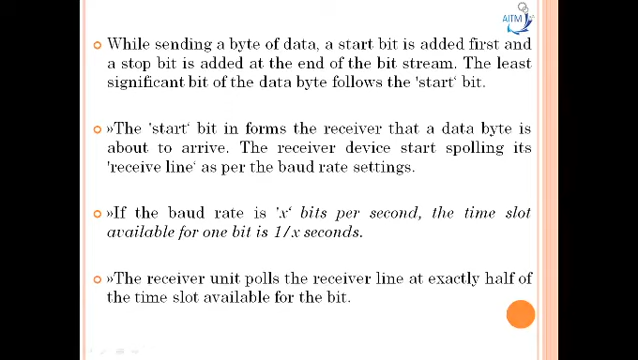 AITM
While sending a byte of data, a start bit is added first and
a stop bit is added at the end of the bit stream. The least
significant bit of the data byte follows the 'start' bit.
»The 'start' bit in forms the receiver that a data byte is
about to arrive. The receiver device start spolling its
'receive line' as per the baud rate settings.
»If the baud rate is 'x' bits per second, the time slot
available for one bit is 1/x seconds.
»The receiver unit polls the receiver line at exactly half of
the time slot available for the bit.